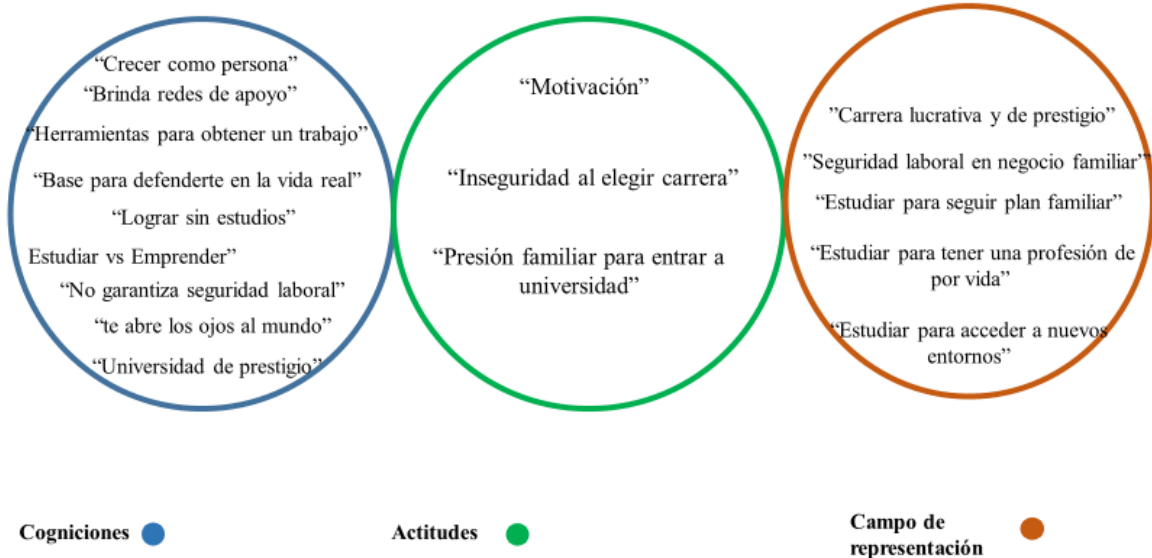 “Crecer como persona”
“Brinda redes de apoyo”
“Herramientas para obtener un trabajo”
“Base para defenderte en la vida real”
“Lograr sin estudios”
Estudiar vs Emprender”
“No garantiza seguridad laboral”
“te abre los ojos al mundo”
“Universidad de prestigio”
“Motivación”
“Inseguridad al elegir carrera”
“Presión familiar para entrar a
universidad”
”Carrera lucrativa y de prestigio”
”Seguridad laboral en negocio familiar””
“Estudiar para seguir plan familiar”
“Estudiar para tener una profesión de
por vida”
“Estudiar para acceder a nuevos
entornos”
Cogniciones
Actitudes
Campo de
representación